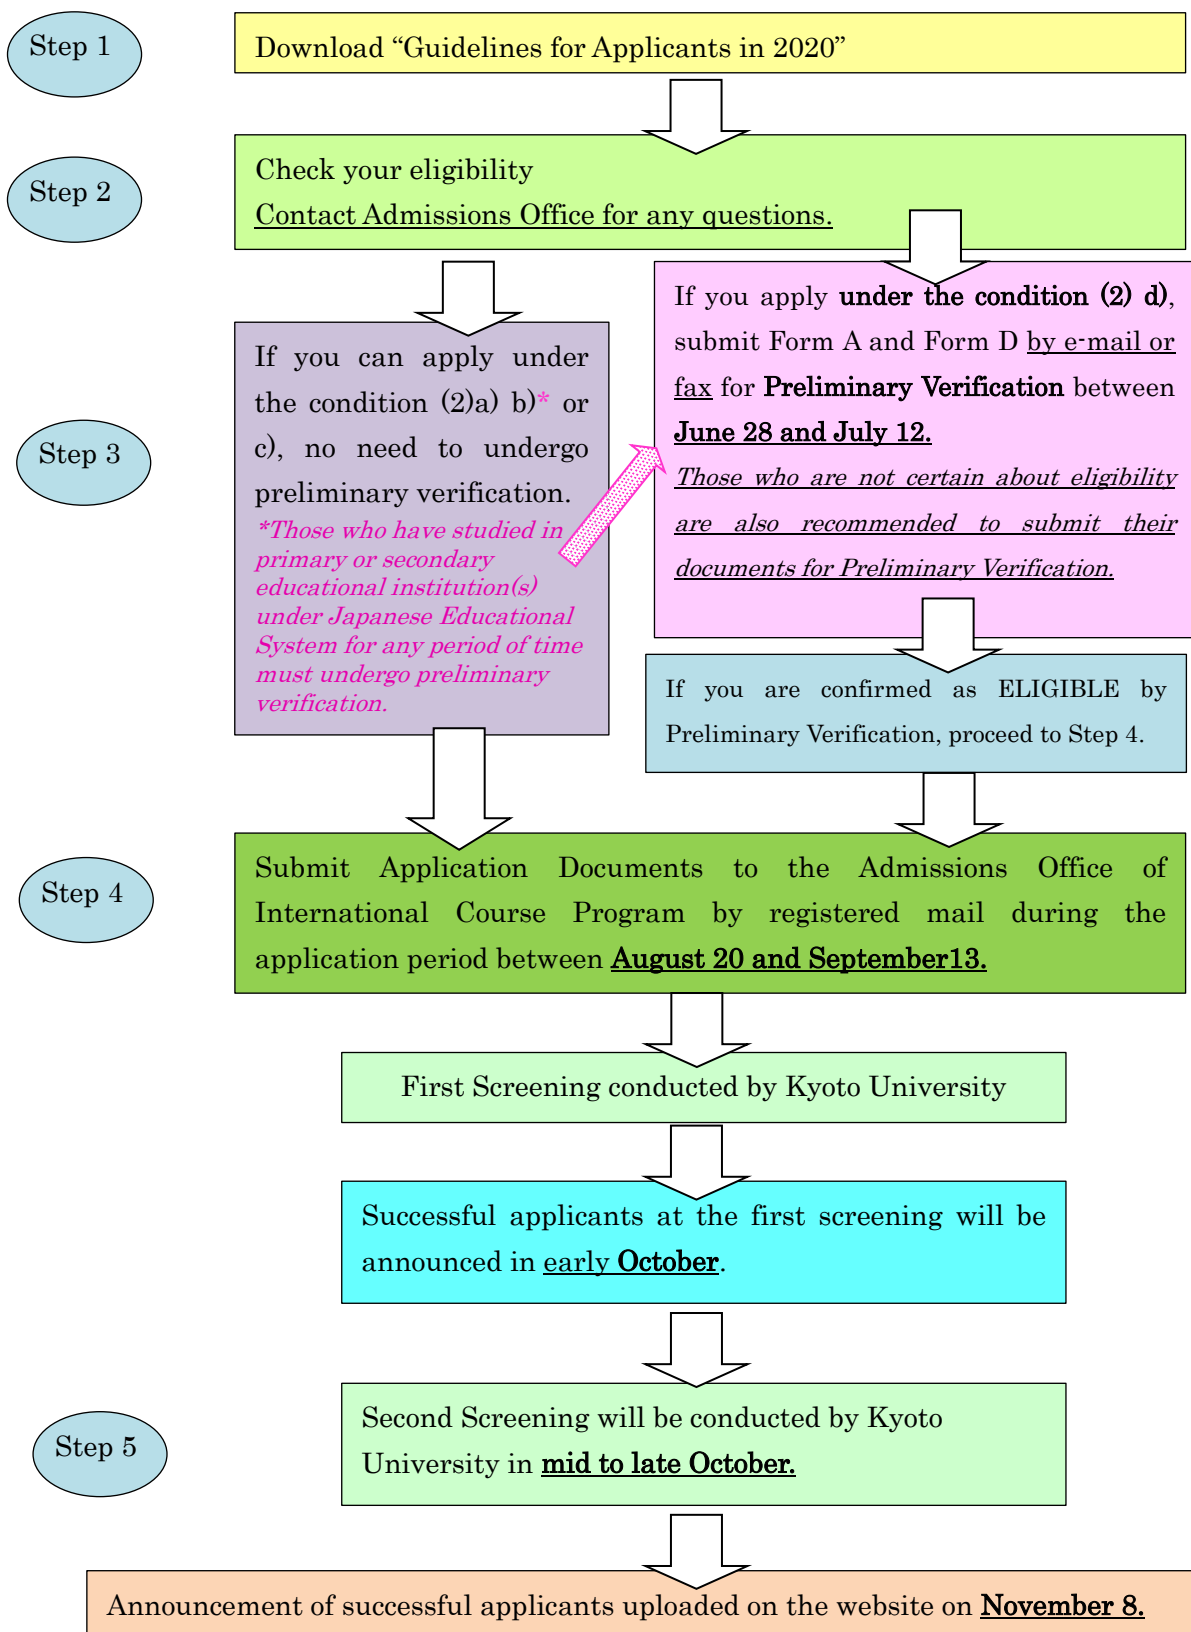 Step 1
Download “Guidelines for Applicants in 2020”
Step 2
Check your eligibility
Contact Admissions Office for any questions.
Step 3
If you can apply under
the condition (2)a) b)* or
c), no need to undergo
preliminary verification.
*Those who have studied in
primary or secondary
educational institution(s)
under Japanese Educational
System for any period of time
must undergo preliminary
verification.
If you apply under the condition (2) d),
submit Form A and Form D by e-mail or
fax for Preliminary Verification between
June 28 and July 12.
Those who are not certain about eligibility
are also recommended to submit their
documents for Preliminary Verification.
If you are confirmed as ELIGIBLE by
Preliminary Verification, proceed to Step 4.
Step 4
Submit Application Documents to the Admissions Office of
International Course Program by registered mail during the
application period between August 20 and September13.
First Screening conducted by Kyoto University
Successful applicants at the first screening will be
announced in early October.
Step 5
Second Screening will be conducted by Kyoto
University in mid to late October.
Announcement of successful applicants uploaded on the website on November 8.